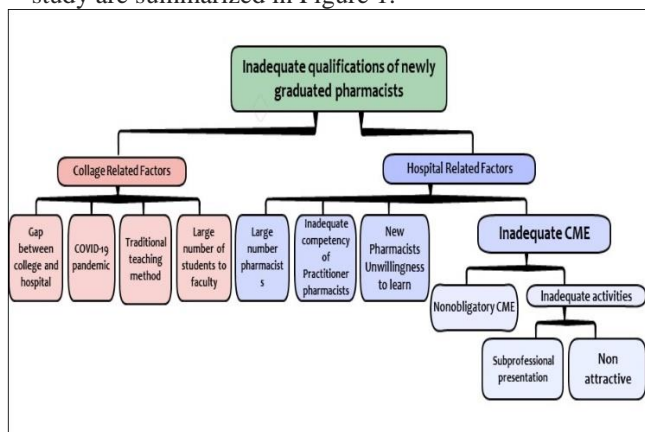 study are summarized in Figure 1.
Inadequate qualifications of newly
graduated pharmacists
Collage Related Factors
Hospital Related Factors
Gap
between
college and
hospital
COVID-19
pandemic
Traditional
teaching
method
Large
number of
students to
faculty
Large
number
pharmacist
s
Inadequate
competency
of
Practitioner
pharmacists
New
Pharmacists
Unwillingness
to learn
Inadequate CME
Nonobligatory CME
Inadequate activities
Subprofessional
presentation
Non
attractive